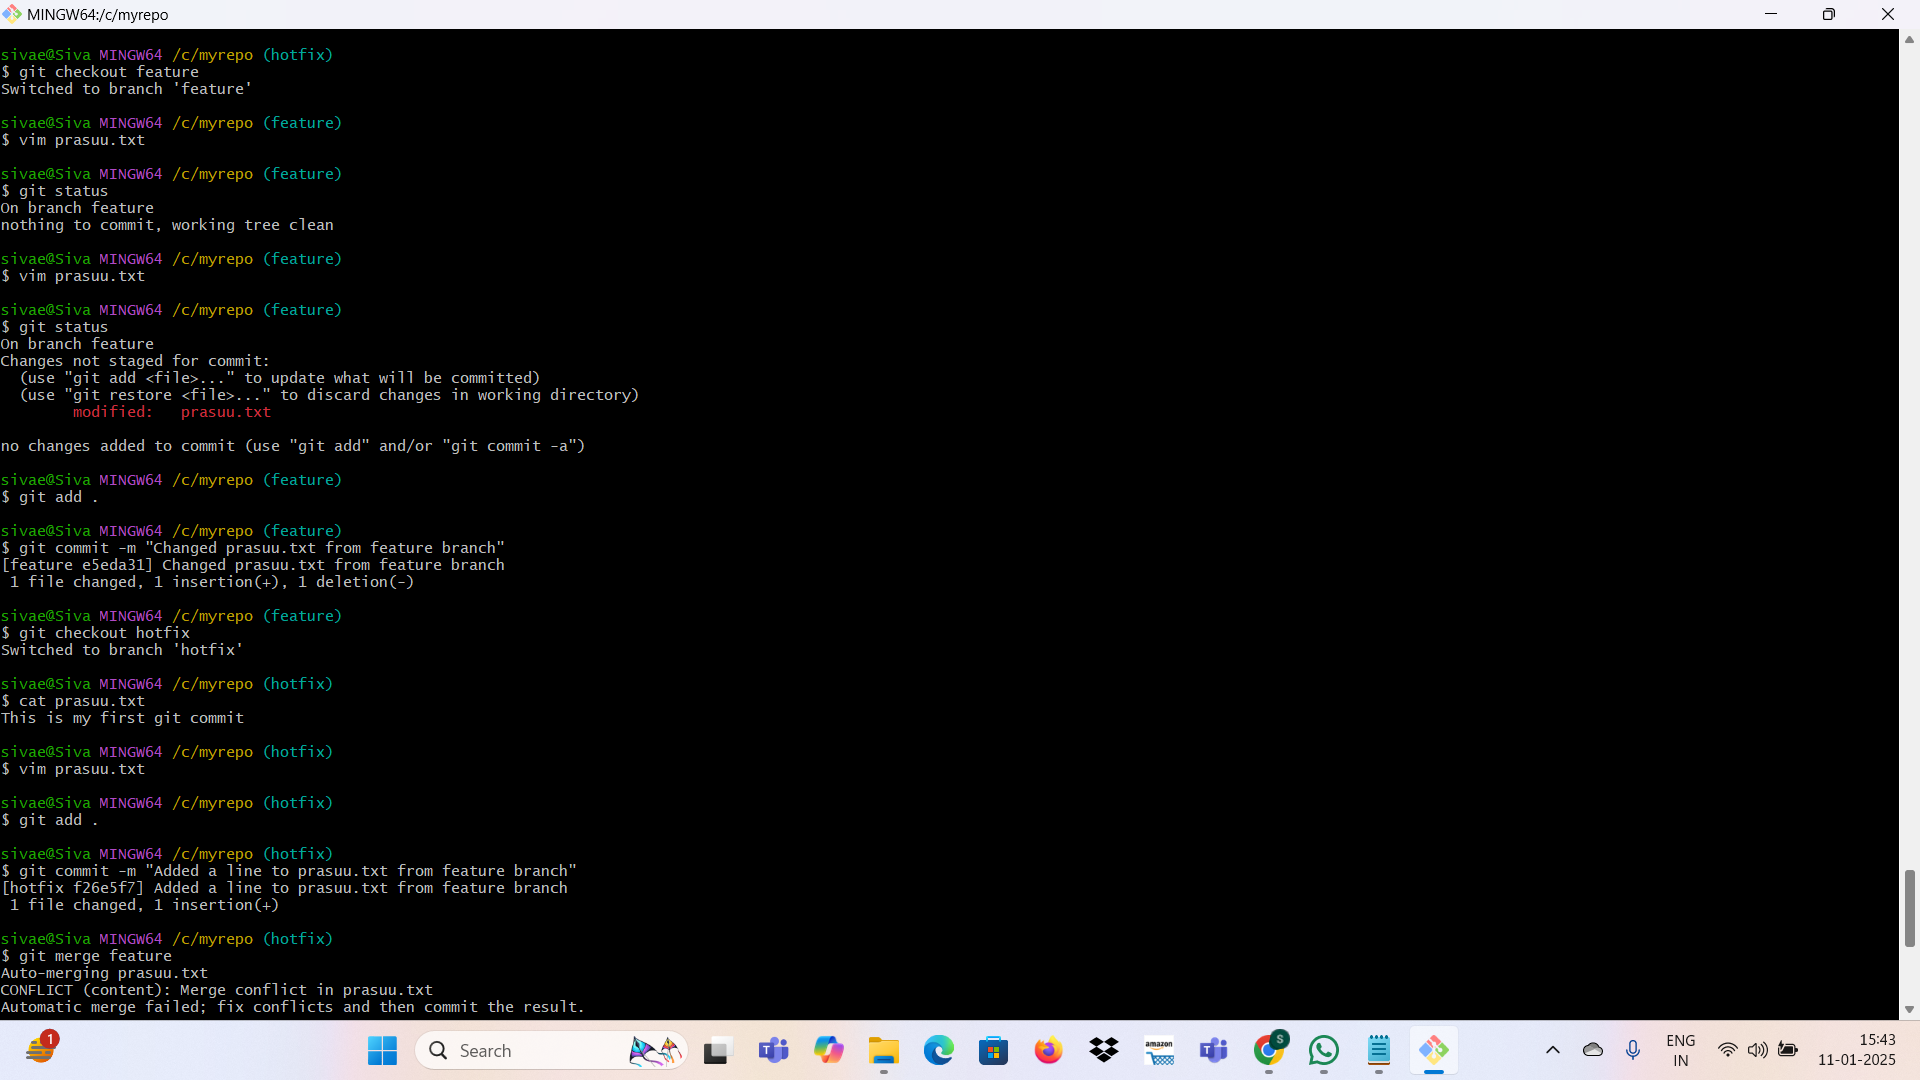 MINGW64:/c/myrepo
sivae@Siva MINGW64 /c/myrepo (hotfix)
$ git checkout feature
Switched to branch 'feature'
sivae@Siva MINGW64 /c/myrepo (feature)
$ vim prasuu.txt
sivae@Siva MINGW64 /c/myrepo (feature)
$ git status
On branch feature
nothing to commit, working tree clean
sivae@Siva MINGW64 /c/myrepo (feature)
$ vim prasuu.txt
sivae@Siva MINGW64 /c/myrepo (feature)
$ git status
On branch feature
Changes not staged for commit:
  (use "git add <file>..." to update what will be committed)
  (use "git restore <file>..." to discard changes in working directory)
        modified:   prasuu.txt
no changes added to commit (use "git add" and/or "git commit -a")
sivae@Siva MINGW64 /c/myrepo (feature)
$ git add .
sivae@Siva MINGW64 /c/myrepo (feature)
$ git commit -m "Changed prasuu.txt from feature branch"
[feature e5eda31] Changed prasuu.txt from feature branch
 1 file changed, 1 insertion(+), 1 deletion(-)
sivae@Siva MINGW64 /c/myrepo (feature)
$ git checkout hotfix
Switched to branch 'hotfix'
sivae@Siva MINGW64 /c/myrepo (hotfix)
$ cat prasuu.txt
This is my first git commit
sivae@Siva MINGW64 /c/myrepo (hotfix)
$ vim prasuu.txt
sivae@Siva MINGW64 /c/myrepo (hotfix)
$ git add .
sivae@Siva MINGW64 /c/myrepo (hotfix)
$ git commit -m "Added a line to prasuu.txt from feature branch"
[hotfix f26e5f7] Added a line to prasuu.txt from feature branch
 1 file changed, 1 insertion(+)
sivae@Siva MINGW64 /c/myrepo (hotfix)
$ git merge feature
Auto-merging prasuu.txt
CONFLICT (content): Merge conflict in prasuu.txt
Automatic merge failed; fix conflicts and then commit the result.
1
Search
amazon
S
ENG
IN
15:43
11-01-2025